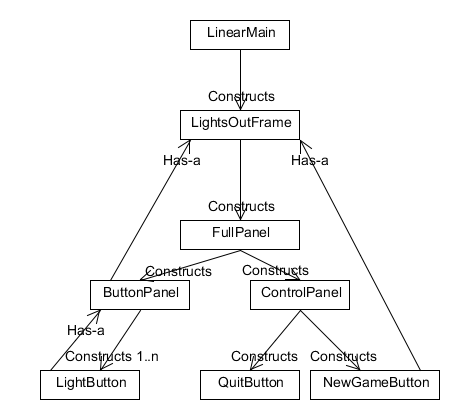 LinearMain
Constructs
LightsOutFrame
Has-a
Has-a
Constructs
FullPanel
Constructs
Constructs
ButtonPanel
ControlPanel
Has-a
Constructs 1..n
Constructs
Constructs
LightButton
QuitButton
NewGameButton